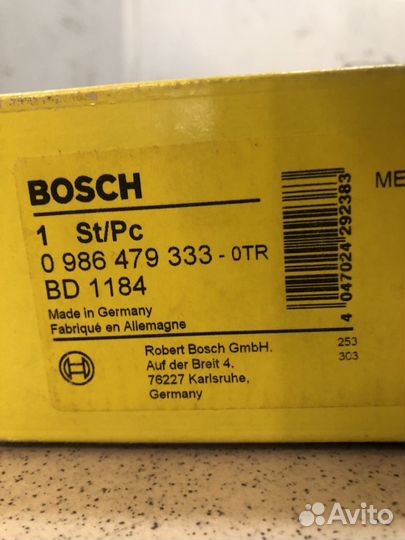 BOSCH
1 St/Pc
0 986 479 333 - 0TR
BD 1184
Made in Germany
Fabriqué en Allemagne
Robert Bosch GmbH.
Auf der Breit 4.
76227 Karlsruhe,
Germany
4 047024 292383
253
303
ME
Avito